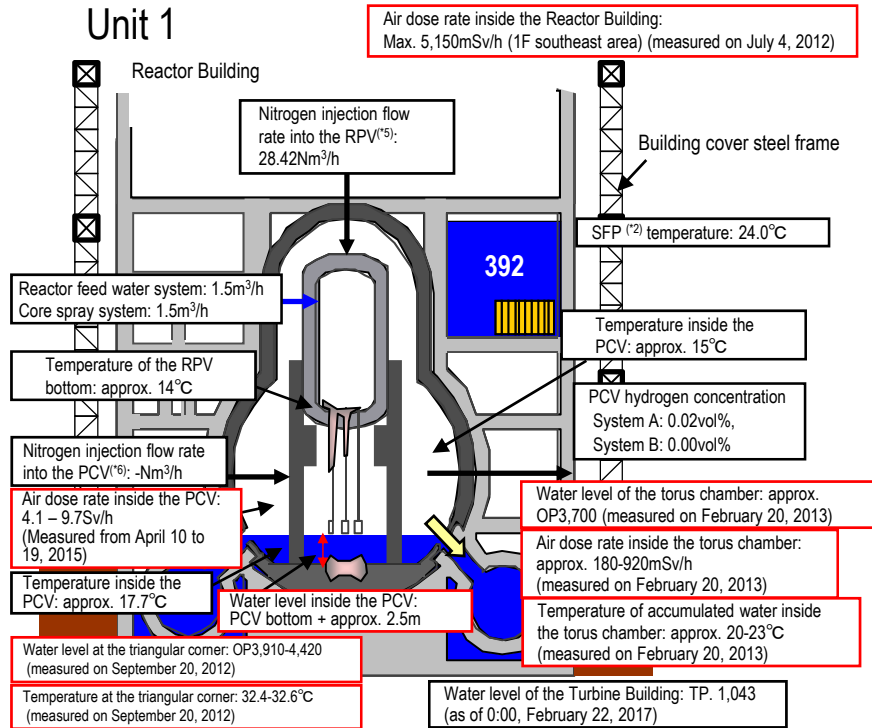 Unit 1
Air dose rate inside the Reactor Building:
Max. 5,150mSv/h (1F southeast area) (measured on July 4, 2012)
Reactor Building
Nitrogen injection flow
rate into the RPV(*5):
28.42Nm³/h
Building cover steel frame
SFP (*2) temperature: 24.0℃
392
Reactor feed water system: 1.5m³/h
Core spray system: 1.5m³/h
Temperature inside the
PCV: approx. 15℃
Temperature of the RPV
bottom: approx. 14℃
PCV hydrogen concentration
System A: 0.02vol%,
System B: 0.00vol%
Nitrogen injection flow rate
into the PCV(*6): -Nm³/h
Air dose rate inside the PCV:
4.1 – 9.7Sv/h
(Measured from April 10 to
19, 2015)
Water level of the torus chamber: approx.
OP3,700 (measured on February 20, 2013)
Air dose rate inside the torus chamber:
approx. 180-920mSv/h
(measured on February 20, 2013)
Temperature inside the
PCV: approx. 17.7℃
Water level inside the PCV:
PCV bottom + approx. 2.5m
Temperature of accumulated water inside
the torus chamber: approx. 20-23℃
(measured on February 20, 2013)
Water level at the triangular corner: OP3,910-4,420
(measured on September 20, 2012)
Temperature at the triangular corner: 32.4-32.6℃
(measured on September 20, 2012)
Water level of the Turbine Building: TP. 1,043
(as of 0:00, February 22, 2017)